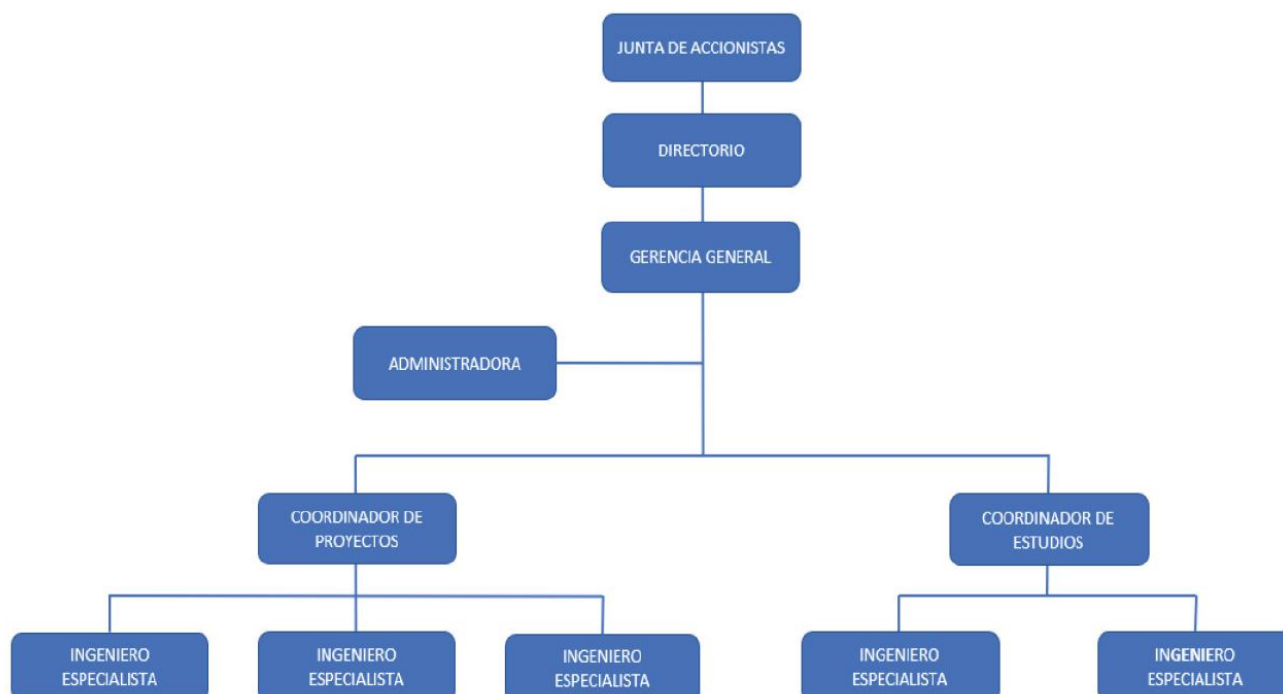 JUNTA DE ACCIONISTAS
DIRECTORIO
GERENCIA GENERAL
ADMINISTRADORA
COORDINADOR DE
PROYECTOS
COORDINADOR DE
ESTUDIOS
INGENIERO
ESPECIALISTA
INGENIERO
ESPECIALISTA
INGENIERO
ESPECIALISTA
INGENIERO
ESPECIALISTA
INGENIERO
ESPECIALISTA